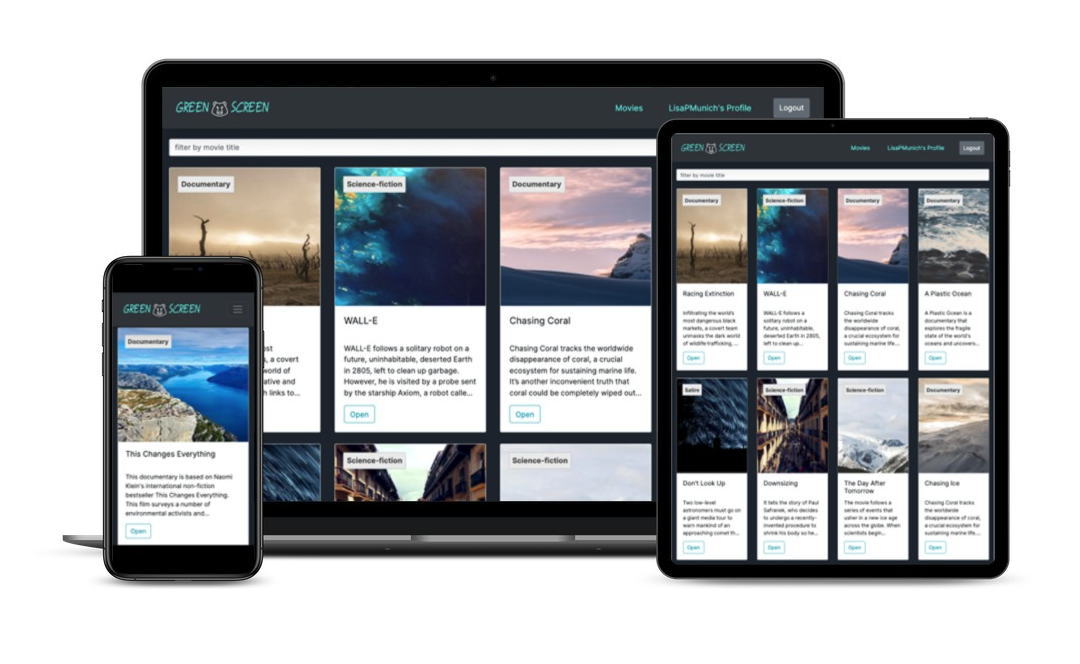 GREEN SCREEN
Movies
LisaPMunich's Profile
Logout
filter by movie title
Documentary
Science-fiction
Documentary
WALL-E
Chasing Coral
est
, a covert
world of
ative and
h links to...
WALL-E follows a solitary robot on a
future, uninhabitable, deserted Earth
in 2805, left to clean up garbage.
However, he is visited by a probe sent
by the starship Axiom, a robot calle...
Open
Chasing Coral tracks the worldwide
disappearance of coral, a crucial
ecosystem for sustaining marine life.
It's another inconvenient truth that
coral could be completely wiped out...
Open
Science-fiction
Science-fiction
GREEN SCREEN
Documentary
This Changes Everything
This documentary is based on Naomi
Klein's international non-fiction
bestseller This Changes Everything.
This film surveys a number of
environmental activists and...
Open
GREEN SCREEN
Movies
LisaPMunich's Profile
Logout
filter by movie title
Documentary
Racing Extinction
Infiltrating the world's
most dangerous black
markets, a covert team
unmasks the dark world
of wildlife trafficking, ...
Open
Science-fiction
WALL-E
WALL-E follows a
solitary robot on a
future, uninhabitable,
deserted Earth in 2805,
left to clean up...
Open
Documentary
Chasing Coral
Chasing Coral tracks
the worldwide
disappearance of coral,
a crucial ecosystem for
sustaining marine life....
Open
Documentary
A Plastic Ocean
A Plastic Ocean is a
documentary that
explores the fragile
state of the world's
oceans and uncovers...
Open
Satire
Don't Look Up
Two low-level
astronomers must go on
a giant media tour to
warn mankind of an
approaching comet th...
Open
Science-fiction
Downsizing
It tells the story of Paul
Safranek, who decides
to undergo a recently-
invented procedure to
shrink his body so he...
Open
Science-fiction
The Day After
Tomorrow
The movie follows a
series of events that
usher in a new ice age
across the globe. When
scientists begin...
Open
Documentary
Chasing Ice
Chasing Coral tracks
the worldwide
disappearance of coral,
a crucial ecosystem for
sustaining marine life....
Open